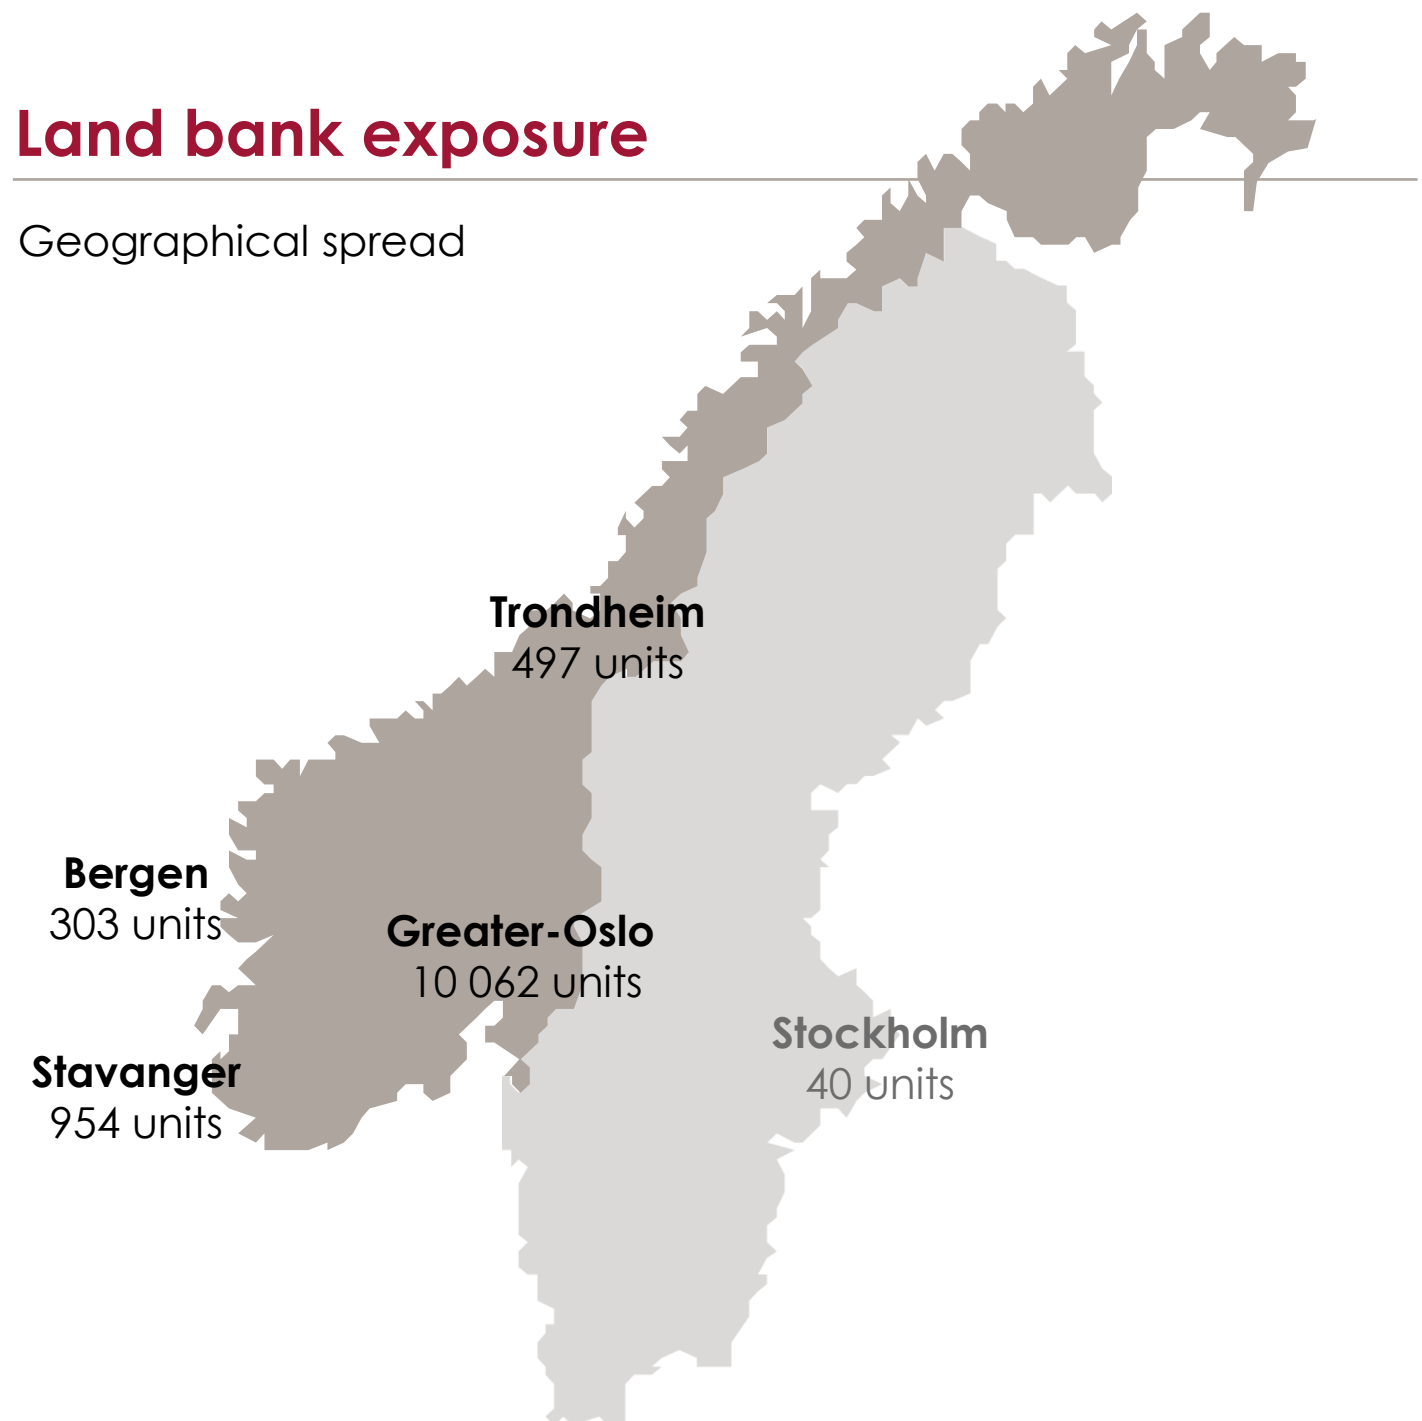 Land bank exposure
Geographical spread
Trondheim
497 units
Bergen
303 units
Greater-Oslo
10 062 units
Stockholm
40 units
Stavanger
954 units